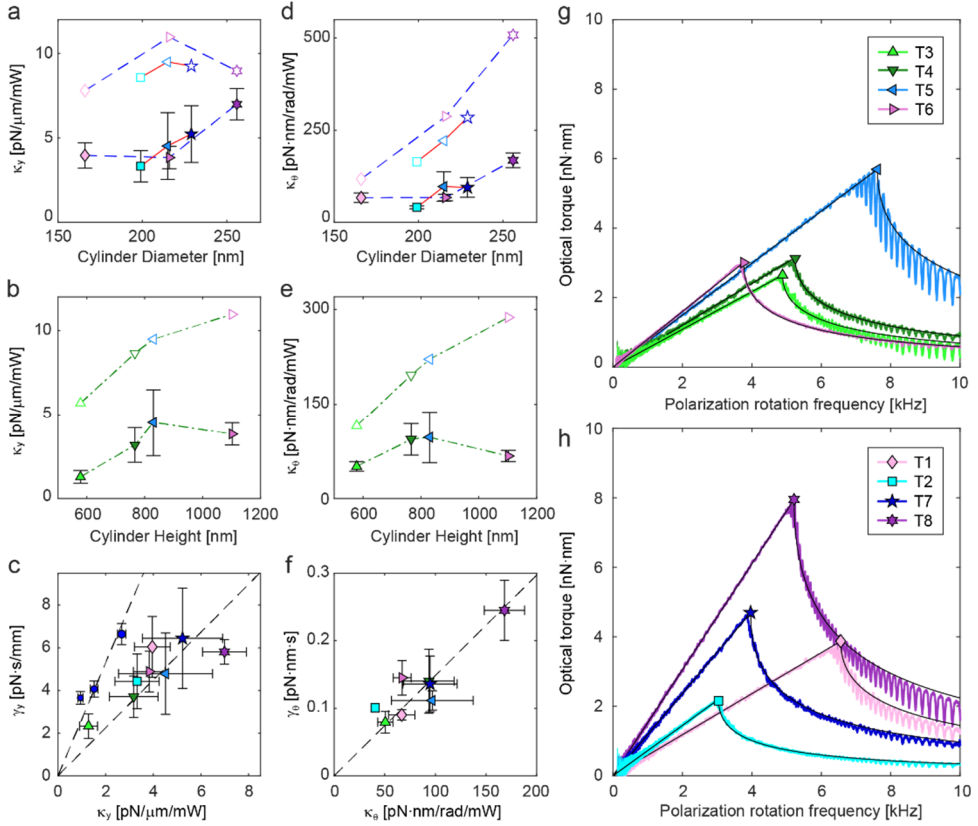 a
κy [pN/μm/mW]
10
5
0
150 200 250
Cylinder Diameter [nm]
d
κθ [pN·nm/rad/mW]
500
250
0
150 200 250
Cylinder Diameter [nm]
b
κy [pN/μm/mW]
10
5
0
600 800 1000 1200
Cylinder Height [nm]
e
κθ [pN·nm/rad/mW]
300
150
0
600 800 1000 1200
Cylinder Height [nm]
c
γy [pN·s/mm]
8
6
4
2
0
0 2 4 6 8
κy [pN/μm/mW]
f
γθ [pN·nm·s]
0.3
0.2
0.1
0
0 50 100 150 200
κθ [pN·nm/rad/mW]
g
Optical torque [nN·nm]
10
8
6
4
2
0
0 2 4 6 8 10
Polarization rotation frequency [kHz]
T3
T4
T5
T6
h
Optical torque [nN·nm]
10
8
6
4
2
0
0 2 4 6 8 10
Polarization rotation frequency [kHz]
T1
T2
T7
T8